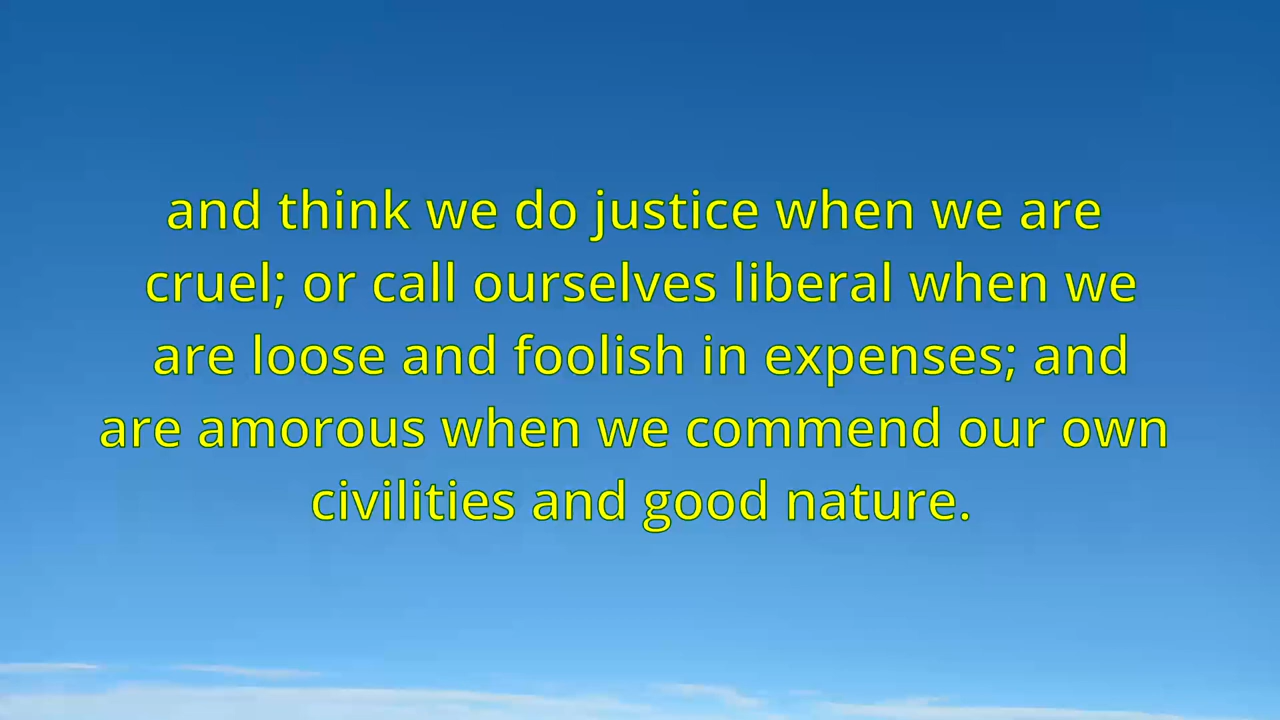 and think we do justice when we are
cruel; or call ourselves liberal when we
are loose and foolish in expenses; and
are amorous when we commend our own
civilities and good nature.